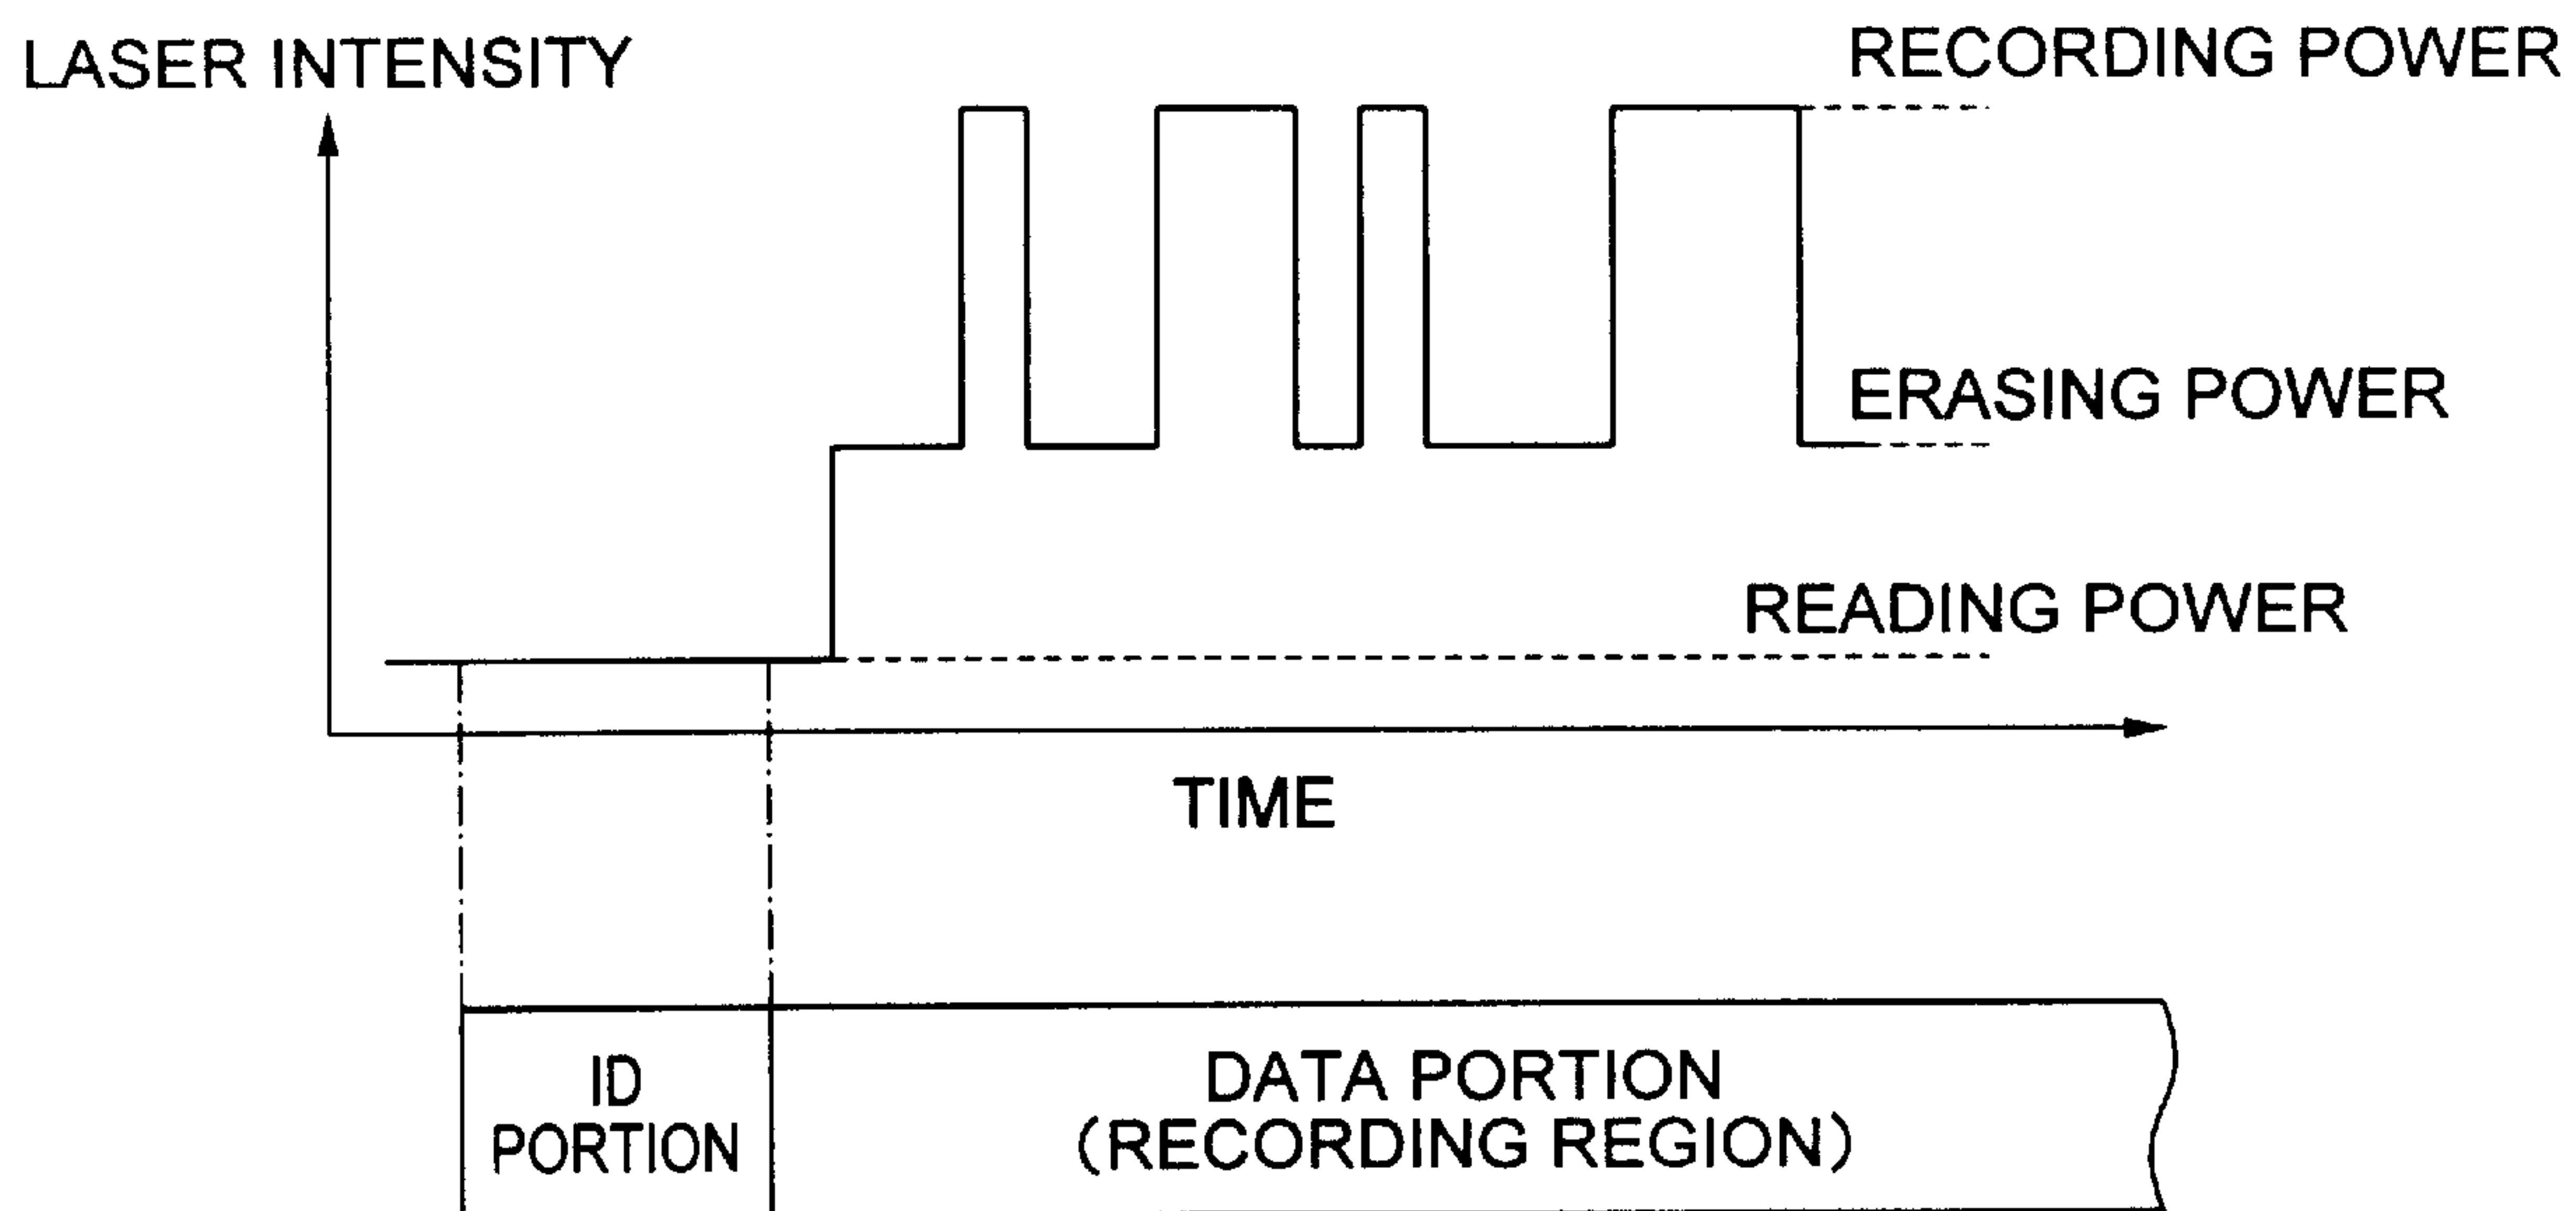 LASER INTENSITY
RECORDING POWER
ERASING POWER
READING POWER
TIME
ID
PORTION
DATA PORTION
(RECORDING REGION)